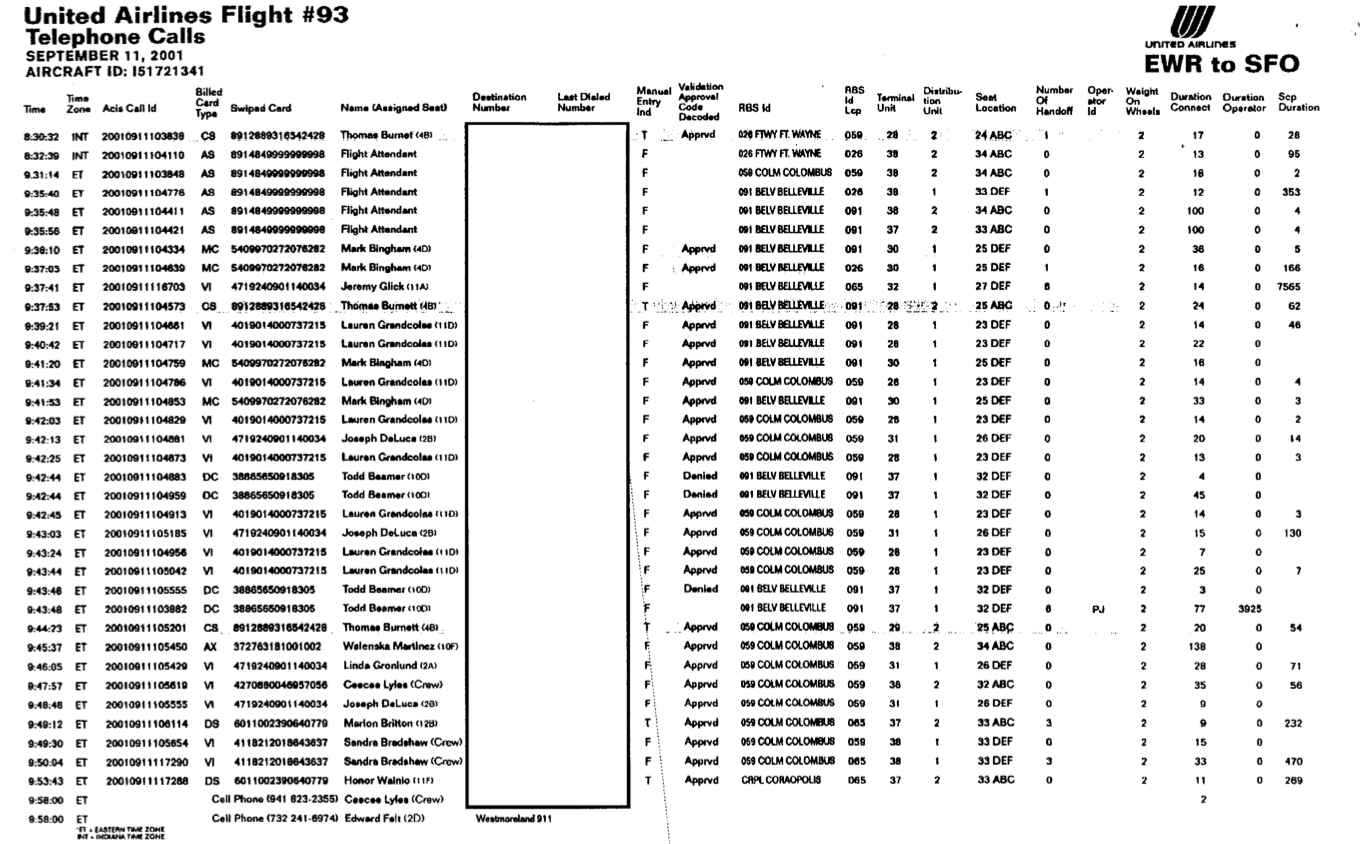 United Airlines Flight #93
Telephone Calls
SEPTEMBER 11, 2001
AIRCRAFT ID: I51721341
UNITED AIRLINES
EWR to SFO
Time Time Zone Acis Call Id Billed Card Type Swiped Card Name (Assigned Seat) Destination Number Last Dialed Number Manual Entry Ind Validation Approval Code Decoded RBS Id RBS Id Lcp Terminal Unit Distribution Unit Seat Location Number Of Handoff Operator Id Weight On Wheels Duration Connect Duration Operator Scp Duration
8:30:32 INT 20010911103838 CS 8912889316542428 Thomas Burnet (4B) T Apprvd 026 FTWY FT. WAYNE 059 28 2 24 ABC 1 2 17 0 28
8:32:39 INT 20010911104110 AS 8914849999999998 Flight Attendant F 026 FTWY FT. WAYNE 026 38 2 34 ABC 0 2 13 0 95
9.31:14 ET 20010911103848 AS 8914849999999998 Flight Attendant F 059 COLM COLOMBUS 059 38 2 34 ABC 0 2 18 0 2
9:35:40 ET 20010911104776 AS 8914849999999998 Flight Attendant F 091 BELV BELLEVILLE 026 38 1 33 DEF 1 2 12 0 353
9:35:48 ET 20010911104411 AS 8914849999999998 Flight Attendant F 091 BELV BELLEVILLE 091 38 2 34 ABC 0 2 100 0 4
9:35:56 ET 20010911104421 AS 8914849999999998 Flight Attendant F 091 BELV BELLEVILLE 091 37 2 33 ABC 0 2 100 0 4
9:36:10 ET 20010911104334 MC 5409970272076282 Mark Bingham (4D) F Apprvd 091 BELV BELLEVILLE 091 30 1 25 DEF 0 2 36 0 5
9:37:03 ET 20010911104639 MC 5409970272076282 Mark Bingham (4D) F Apprvd 091 BELV BELLEVILLE 026 30 1 25 DEF 1 2 16 0 166
9:37:41 ET 20010911116703 VI 4719240901140034 Jeremy Glick (11A) F 091 BELV BELLEVILLE 065 32 1 27 DEF 6 2 14 0 7565
9:37:53 ET 20010911104573 CS 8912889316542428 Thomas Burnett (4B) T Apprvd 091 BELV BELLEVILLE 091 28 2 25 ABC 0 2 24 0 62
9:39:21 ET 20010911104661 VI 4019014000737215 Lauren Grandcolas (11D) F Apprvd 091 BELV BELLEVILLE 091 28 1 23 DEF 0 2 14 0 46
9:40:42 ET 20010911104717 VI 4019014000737215 Lauren Grandcolas (11D) F Apprvd 091 BELV BELLEVILLE 091 28 1 23 DEF 0 2 22 0
9:41:20 ET 20010911104759 MC 5409970272076282 Mark Bingham (4D) F Apprvd 091 BELV BELLEVILLE 091 30 1 25 DEF 0 2 16 0
9:41:34 ET 20010911104786 VI 4019014000737215 Lauren Grandcolas (11D) F Apprvd 059 COLM COLOMBUS 059 28 1 23 DEF 0 2 14 0 4
9:41:53 ET 20010911104853 MC 5409970272076282 Mark Bingham (4D) F Apprvd 091 BELV BELLEVILLE 091 30 1 25 DEF 0 2 33 0 3
9:42:03 ET 20010911104829 VI 4019014000737215 Lauren Grandcolas (11D) F Apprvd 059 COLM COLOMBUS 059 28 1 23 DEF 0 2 14 0 2
9:42:13 ET 20010911104881 VI 4719240901140034 Joseph DeLuca (2B) F Apprvd 059 COLM COLOMBUS 059 31 1 26 DEF 0 2 20 0 14
9:42:25 ET 20010911104873 VI 4019014000737215 Lauren Grandcolas (11D) F Apprvd 059 COLM COLOMBUS 059 28 1 23 DEF 0 2 13 0 3
9:42:44 ET 20010911104883 DC 38865650918305 Todd Beamer (10D) F Denied 091 BELV BELLEVILLE 091 37 1 32 DEF 0 2 4 0
9:42:44 ET 20010911104959 DC 38865650918305 Todd Beamer (10D) F Denied 091 BELV BELLEVILLE 091 37 1 32 DEF 0 2 45 0
9:42:45 ET 20010911104913 VI 4019014000737215 Lauren Grandcolas (11D) F Apprvd 059 COLM COLOMBUS 059 28 1 23 DEF 0 2 14 0 3
9:43:03 ET 20010911105185 VI 4719240901140034 Joseph DeLuca (2B) F Apprvd 059 COLM COLOMBUS 059 31 1 26 DEF 0 2 15 0 130
9:43:24 ET 20010911104956 VI 4019014000737215 Lauren Grandcolas (11D) F Apprvd 059 COLM COLOMBUS 059 28 1 23 DEF 0 2 7 0
9:43:44 ET 20010911105042 VI 4019014000737215 Lauren Grandcolas (11D) F Apprvd 059 COLM COLOMBUS 059 28 1 23 DEF 0 2 25 0 7
9:43:48 ET 20010911105555 DC 38865650918305 Todd Beamer (10D) F Denied 091 BELV BELLEVILLE 091 37 1 32 DEF 0 2 3 0
9:43:48 ET 20010911103882 DC 38865650918305 Todd Beamer (10D) F 091 BELV BELLEVILLE 091 37 1 32 DEF 6 PJ 2 77 3925
9:44:23 ET 20010911105201 CS 8912889316542428 Thomas Burnett (4B) T Apprvd 059 COLM COLOMBUS 059 29 2 25 ABC 0 2 20 0 54
9:45:37 ET 20010911105450 AX 372763181001002 Walenska Martinez (10F) F Apprvd 059 COLM COLOMBUS 059 38 2 34 ABC 0 2 138 0
9:46:05 ET 20010911105429 VI 4719240901140034 Linda Gronlund (2A) F Apprvd 059 COLM COLOMBUS 059 31 1 26 DEF 0 2 28 0 71
9:47:57 ET 20010911105619 VI 4270880046957056 Ceecee Lyles (Crew) F Apprvd 059 COLM COLOMBUS 059 36 2 32 ABC 0 2 35 0 56
9:48:48 ET 20010911105555 VI 4719240901140034 Joseph DeLuca (2B) F Apprvd 059 COLM COLOMBUS 059 31 1 26 DEF 0 2 9 0
9:49:12 ET 20010911106114 DS 6011002390640779 Marion Britton (12B) T Apprvd 059 COLM COLOMBUS 065 37 2 33 ABC 3 2 9 0 232
9:49:30 ET 20010911105654 VI 4118212018643637 Sandra Bradshaw (Crew) F Apprvd 059 COLM COLOMBUS 059 38 1 33 DEF 0 2 15 0
9:50:04 ET 20010911117290 VI 4118212018643637 Sandra Bradshaw (Crew) F Apprvd 059 COLM COLOMBUS 065 38 1 33 DEF 3 2 33 0 470
9:53:43 ET 20010911117288 DS 6011002390640779 Honor Wainio (11F) T Apprvd CRPL CORAOPOLIS 065 37 2 33 ABC 0 2 11 0 269
9:58:00 ET Cell Phone (941 823-2355) Ceecee Lyles (Crew) 2
9:58:00 ET Cell Phone (732 241-6974) Edward Felt (2D) Westmoreland 911
*ET = EASTERN TIME ZONE
INT = INDIANA TIME ZONE